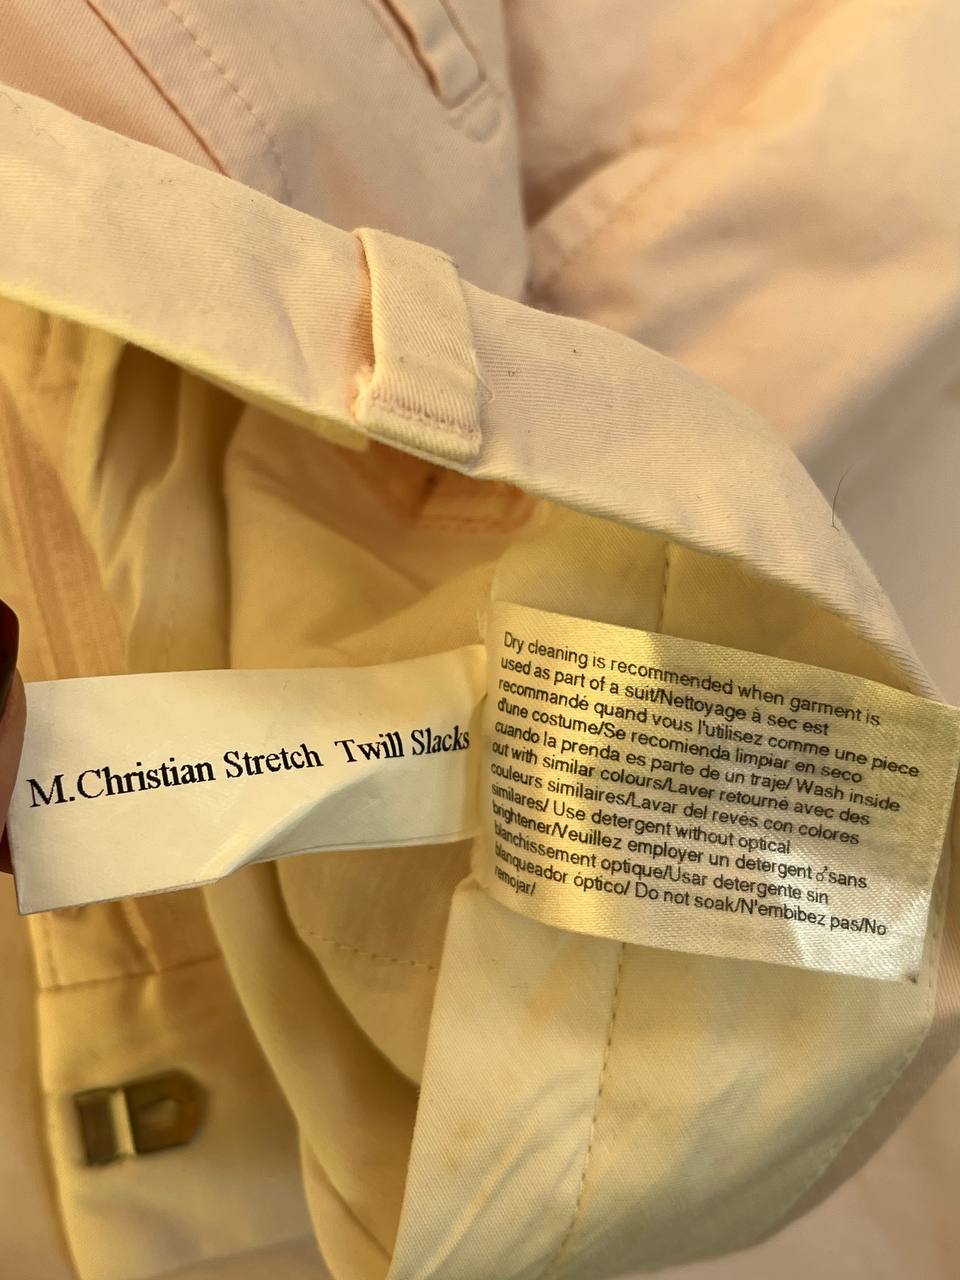 M.Christian Stretch Twill Slacks
Dry cleaning is recommended when garment is
used as part of a suit/Nettoyage à sec est
recommandé quand vous l'utilisez comme une piece
d'une costume/Se recomienda limpiar en seco
cuando la prenda es parte de un traje/ Wash inside
out with similar colours/Laver retourné avec des
couleurs similaires/Lavar del revés con colores
similares/ Use detergent without optical
brightener/Veuillez employer un detergent ♂sans
blanchissement optique/Usar detergente sin
blanqueador óptico/ Do not soak/N'embibez pas/No
remojar/